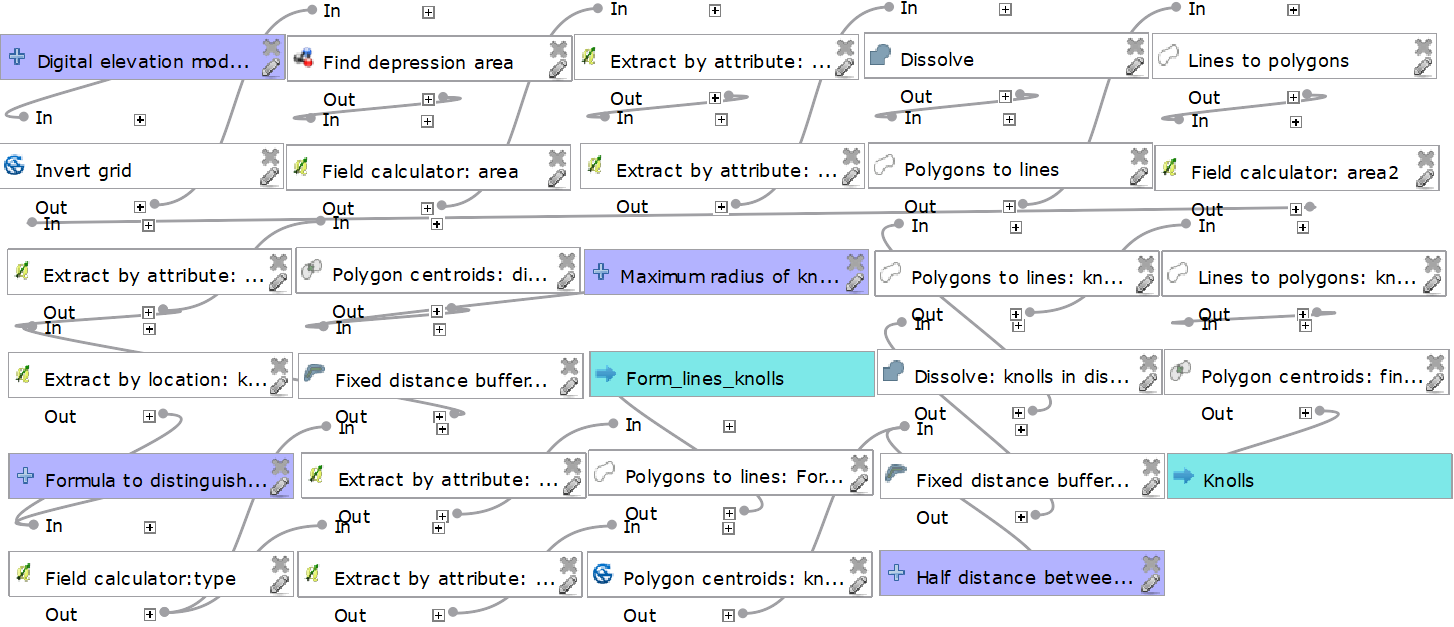 In In In In
Digital elevation mod... Find depression area Extract by attribute: ... Dissolve Lines to polygons
Out Out Out Out
In In In In In
Invert grid Field calculator: area Extract by attribute: ... Polygons to lines Field calculator: area2
Out Out Out Out Out
In In In In
Extract by attribute: ... Polygon centroids: di... Maximum radius of kn... Polygons to lines: kn... Lines to polygons: kn...
Out Out Out Out
In In In In
Extract by location: k... Fixed distance buffer... Form_lines_knolls Dissolve: knolls in dis... Polygon centroids: fin...
Out Out Out Out
In In In
Formula to distinguish... Extract by attribute: ... Polygons to lines: For... Fixed distance buffer... Knolls
Out Out Out
In In In
Field calculator:type Extract by attribute: ... Polygon centroids: kn... Half distance betwee...
Out Out Out